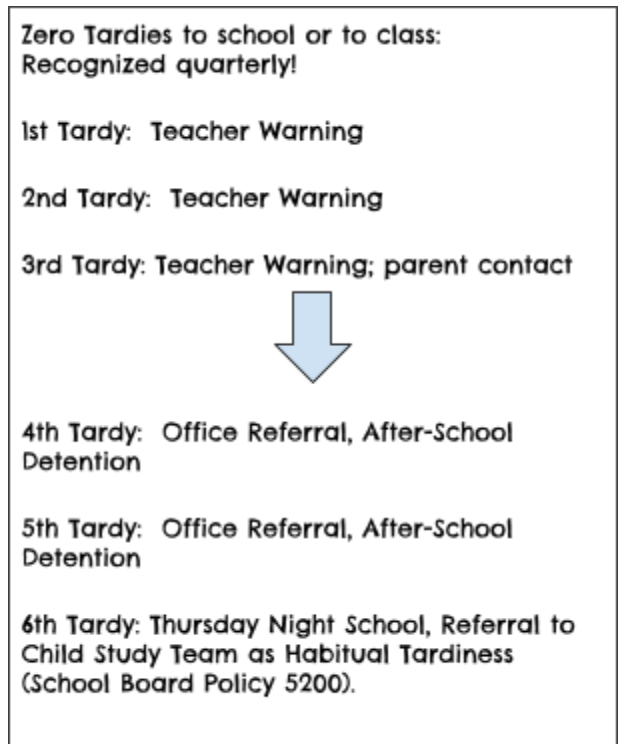 Zero Tardies to school or to class:
Recognized quarterly!
1st Tardy: Teacher Warning
2nd Tardy: Teacher Warning
3rd Tardy: Teacher Warning; parent contact
4th Tardy: Office Referral, After-School
Detention
5th Tardy: Office Referral, After-School
Detention
6th Tardy: Thursday Night School, Referral to
Child Study Team as Habitual Tardiness
(School Board Policy 5200).